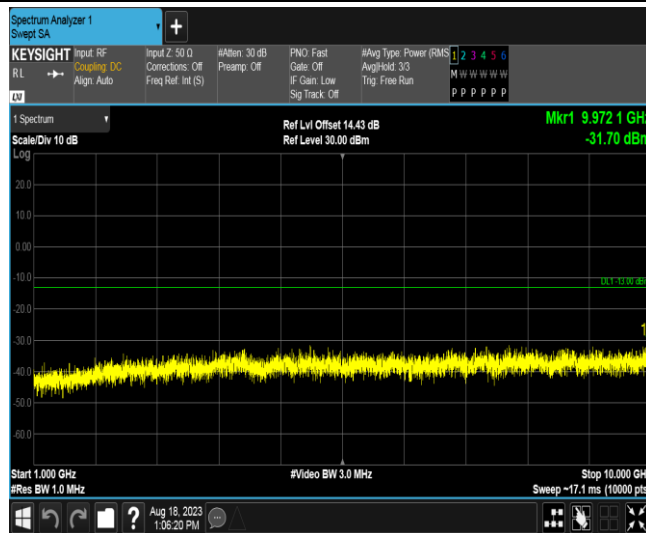 Spectrum Analyzer 1
Swept SA
KEYSIGHT
RL
LXI
Input: RF
Coupling: DC
Align: Auto
Input Z: 50 Ω
Corrections: Off
Freq Ref: Int (S)
#Atten: 30 dB
Preamp: Off
PNO: Fast
Gate: Off
IF Gain: Low
Sig Track: Off
#Avg Type: Power (RMS
Avg|Hold: 3/3
Trig: Free Run
1 2 3 4 5 6
M W W W W W
P P P P P P
1 Spectrum
Scale/Div 10 dB
Log
Ref Lvl Offset 14.43 dB
Ref Level 30.00 dBm
Mkr1 9.972 1 GHz
-31.70 dBm
20.0
10.0
0.00
-10.0
DL1 -13.00 dBm
-20.0
1
-30.0
-40.0
-50.0
-60.0
Start 1.000 GHz
#Res BW 1.0 MHz
#Video BW 3.0 MHz
Stop 10.000 GHz
Sweep ~17.1 ms (10000 pts)
?
Aug 18, 2023
1:06:20 PM